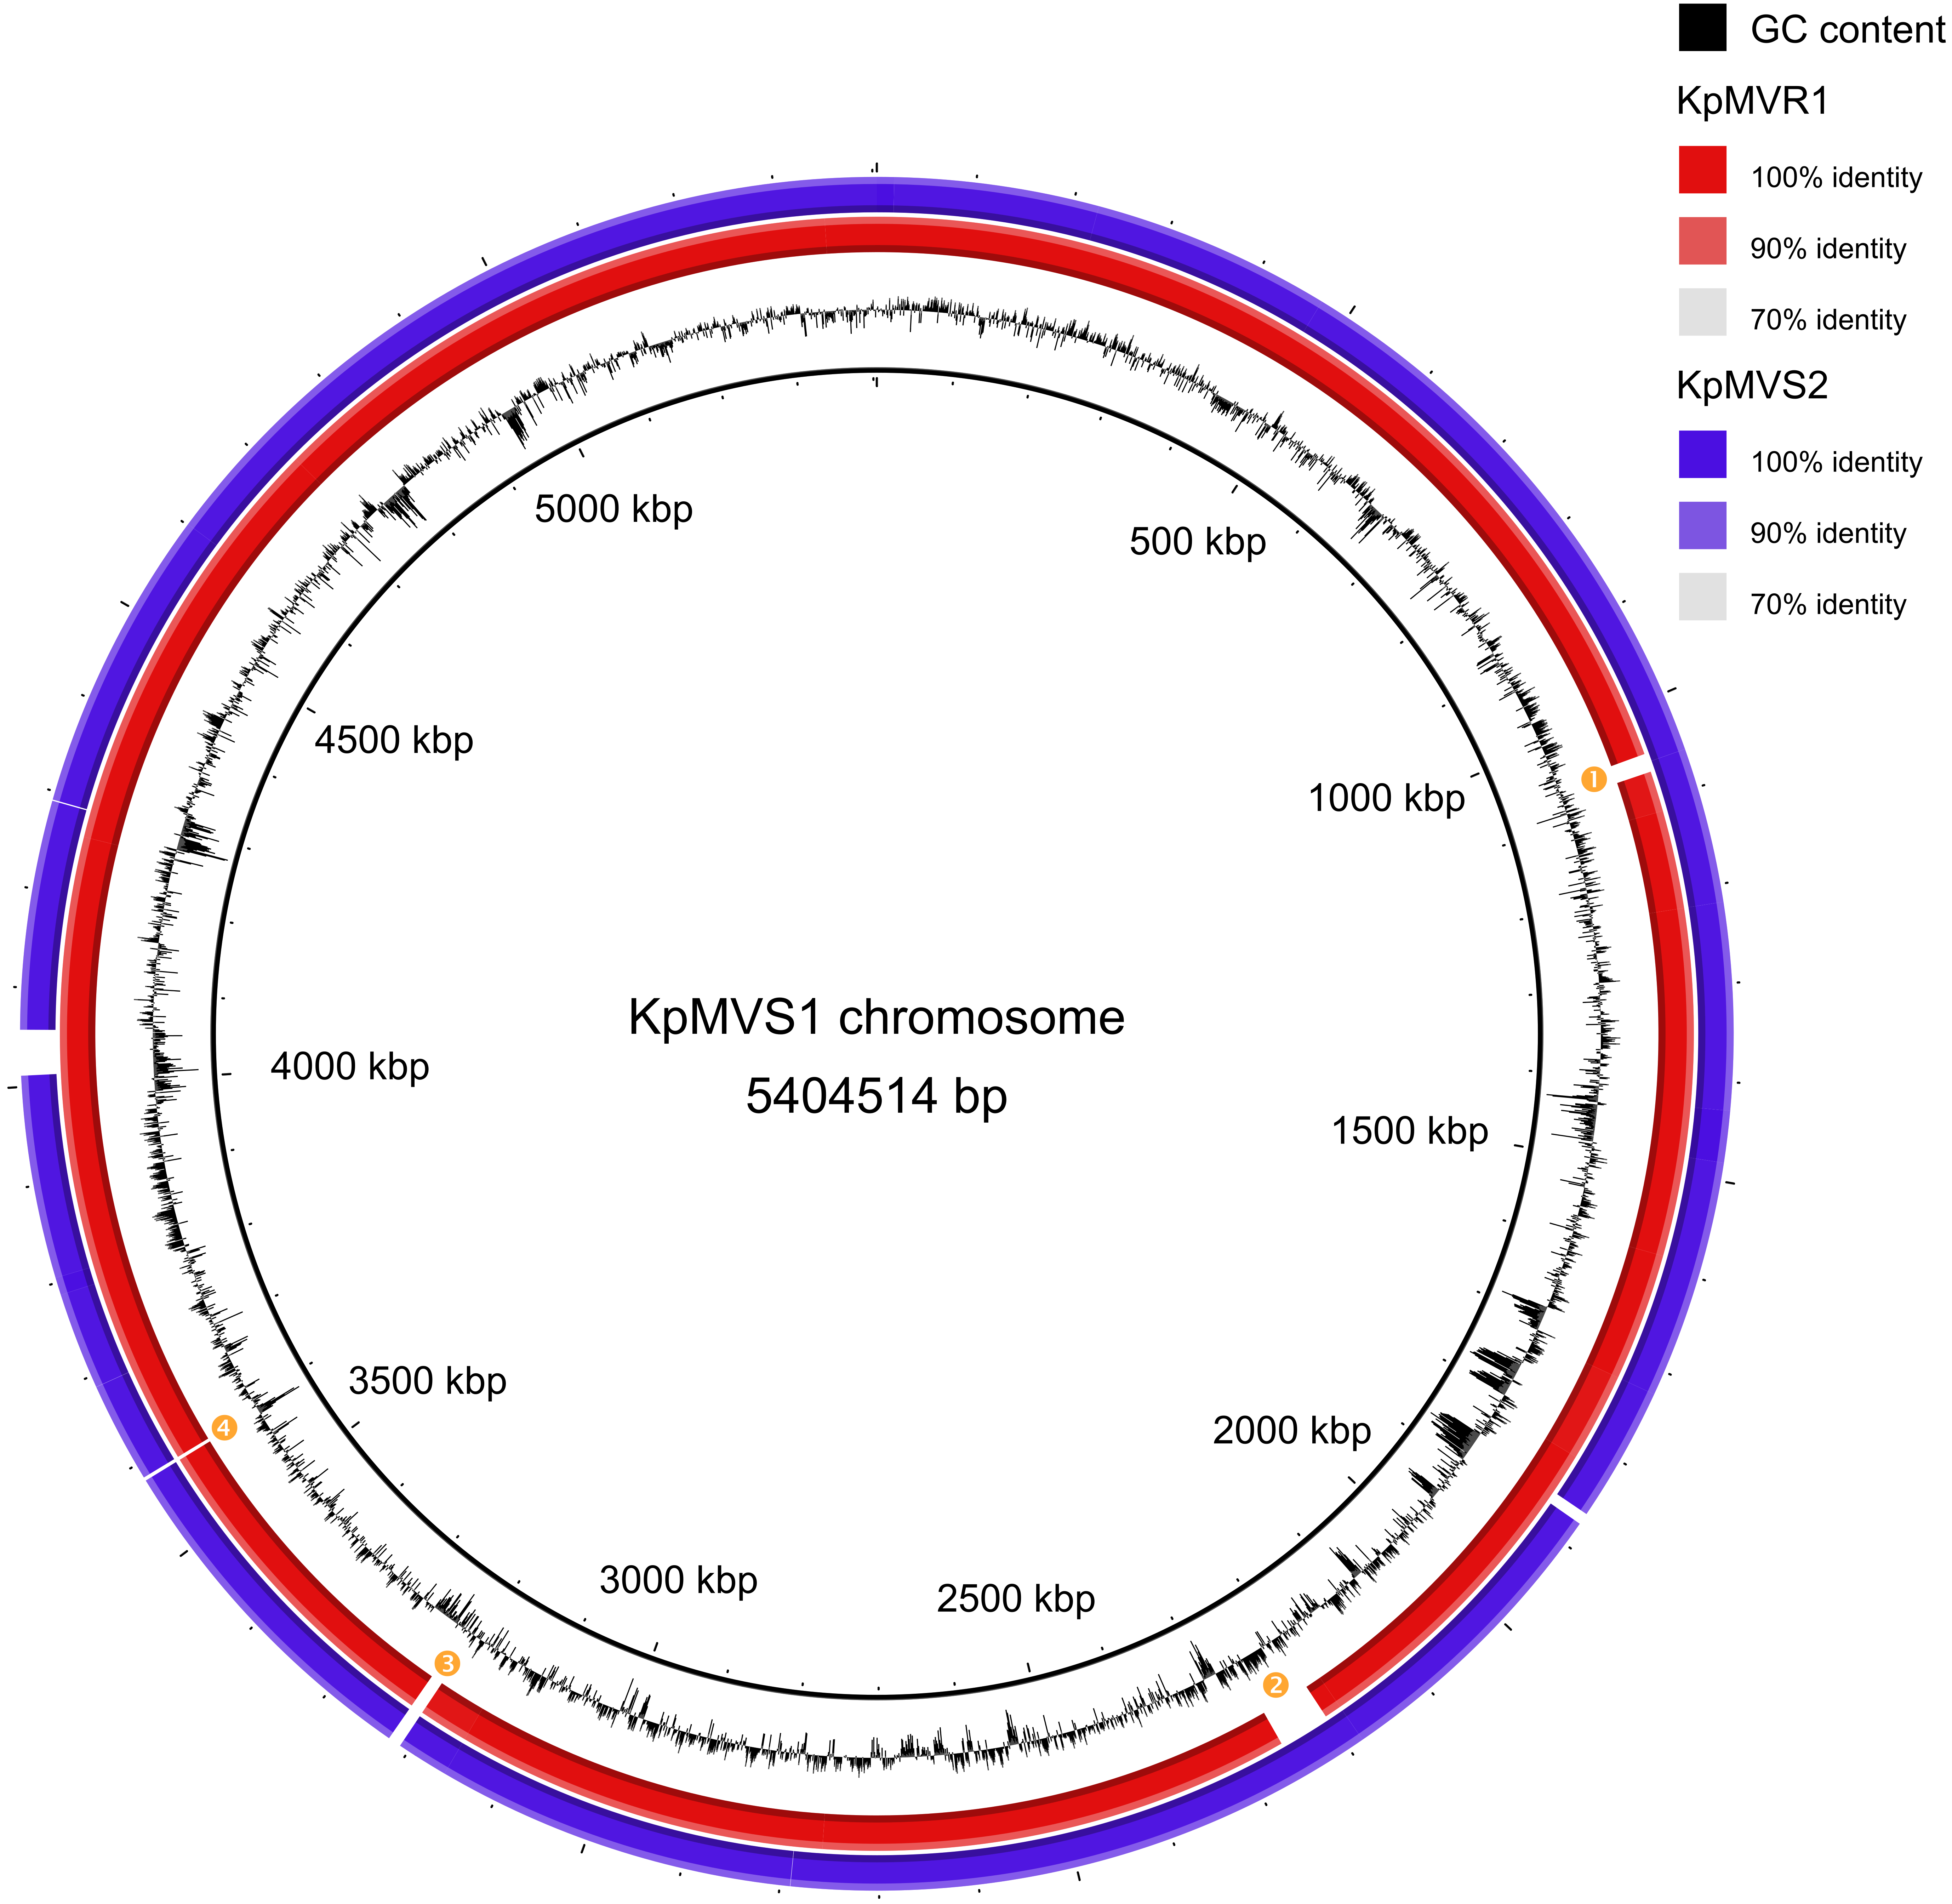 GC content
KpMVR1
100% identity
90% identity
70% identity
KpMVS2
100% identity
90% identity
70% identity
5000 kbp
500 kbp
4500 kbp
1000 kbp
1
KpMVS1 chromosome
5404514 bp
4000 kbp
1500 kbp
3500 kbp
2000 kbp
4
3000 kbp
2500 kbp
3
2